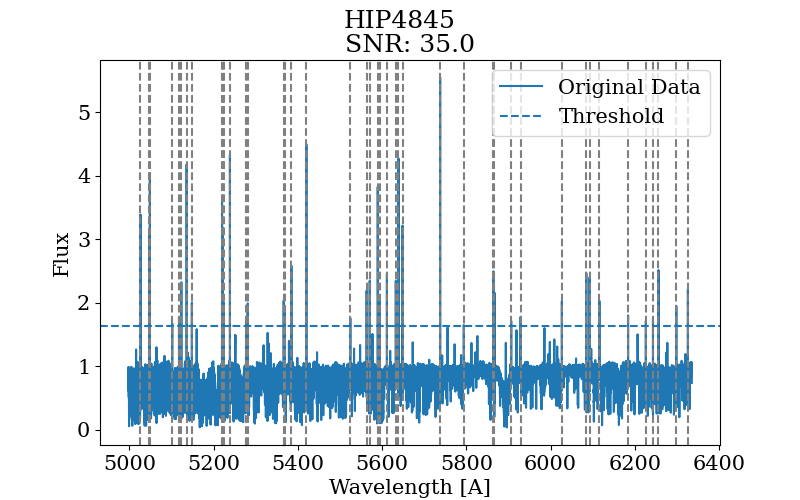 HIP4845
SNR: 35.0
Original Data
Threshold
Flux
5
4
3
2
1
0
5000 5200 5400 5600 5800 6000 6200 6400
Wavelength [A]